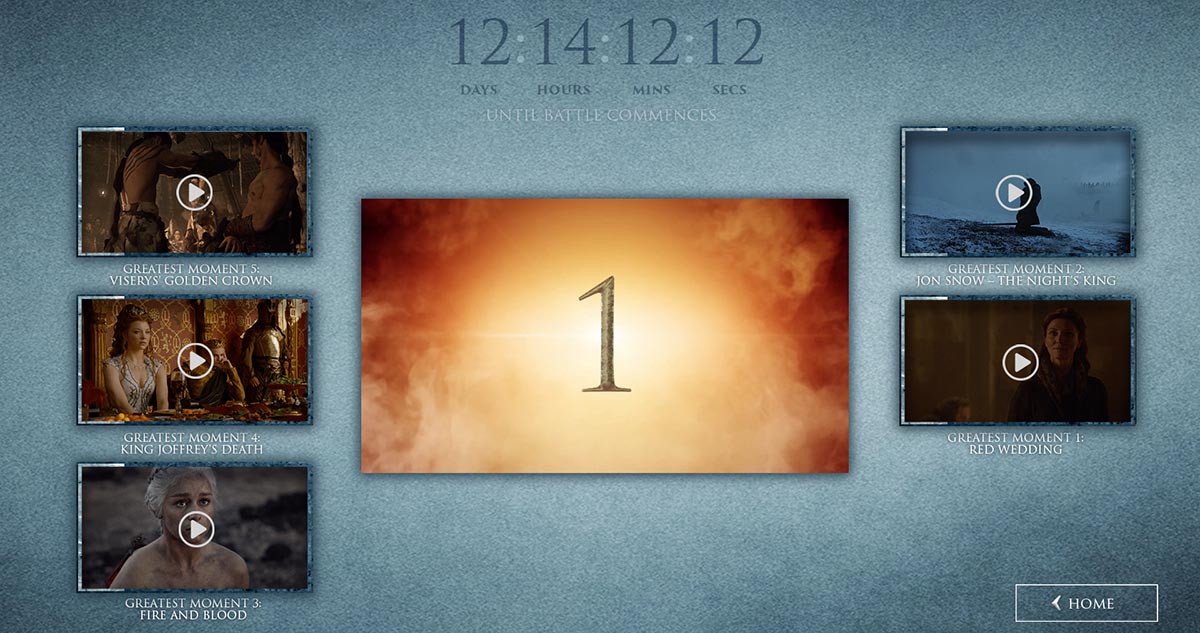 12:14:12:12
DAYS HOURS MINS SECS
UNTIL BATTLE COMMENCES
GREATEST MOMENT 5:
VISERYS' GOLDEN CROWN
GREATEST MOMENT 4:
KING JOFFREY'S DEATH
GREATEST MOMENT 3:
FIRE AND BLOOD
1
GREATEST MOMENT 2:
JON SNOW – THE NIGHT'S KING
GREATEST MOMENT 1:
RED WEDDING
HOME